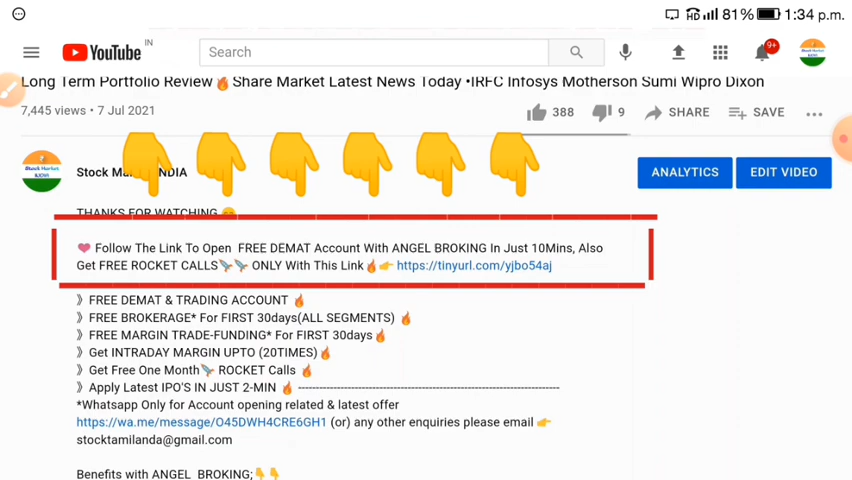 HD 81% 1:34 p.m.
YouTube IN
Search
9+
Long Term Portfolio Review🔥Share Market Latest News Today •IRFC Infosys Motherson Sumi Wipro Dixon
7,445 views • 7 Jul 2021 388 9 SHARE SAVE
Stock Ma INDIA ANALYTICS EDIT VIDEO
THANKS FOR WATCHING
Follow The Link To Open FREE DEMAT Account With ANGEL BROKING In Just 10Mins, Also
Get FREE ROCKET CALLS🚀🚀 ONLY With This Link🔥👉 https://tinyurl.com/yjbo54aj
》FREE DEMAT & TRADING ACCOUNT 🔥
》FREE BROKERAGE* For FIRST 30days(ALL SEGMENTS) 🔥
》FREE MARGIN TRADE-FUNDING* For FIRST 30days🔥
》Get INTRADAY MARGIN UPTO (20TIMES)🔥
》Get Free One Month🚀 ROCKET Calls 🔥
》Apply Latest IPO'S IN JUST 2-MIN 🔥 --------------------------------------------------------
*Whatsapp Only for Account opening related & latest offer
https://wa.me/message/O45DWH4CRE6GH1 (or) any other enquiries please email 👉
stocktamilanda@gmail.com
Benefits with ANGEL BROKING;👇👇